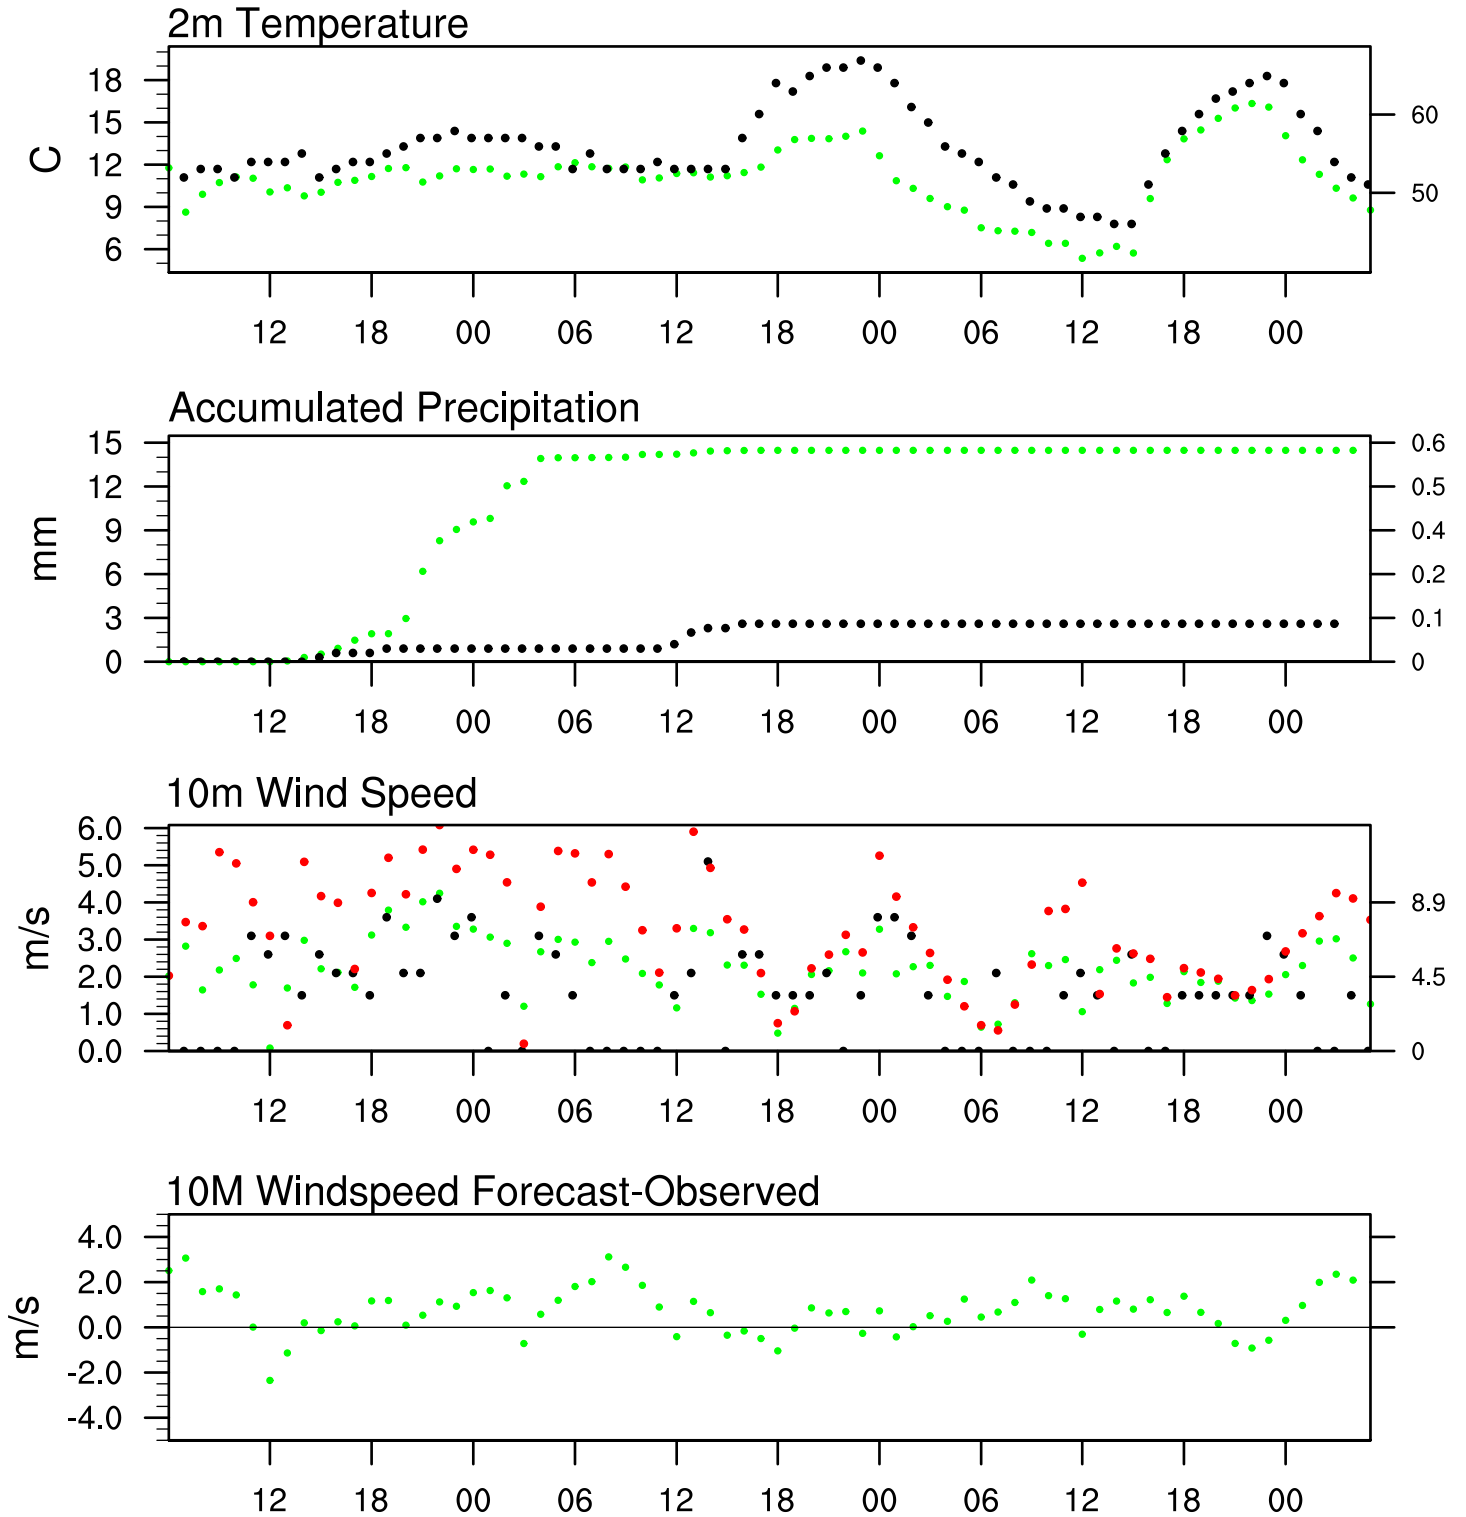 2m Temperature
18
15
12
9
6
C
60
50
12 18 00 06 12 18 00 06 12 18 00
Accumulated Precipitation
15
12
9
6
3
0
mm
0.6
0.5
0.4
0.2
0.1
0
12 18 00 06 12 18 00 06 12 18 00
10m Wind Speed
6.0
5.0
4.0
3.0
2.0
1.0
0.0
m/s
8.9
4.5
0
12 18 00 06 12 18 00 06 12 18 00
10M Windspeed Forecast-Observed
4.0
2.0
0.0
-2.0
-4.0
m/s
12 18 00 06 12 18 00 06 12 18 00